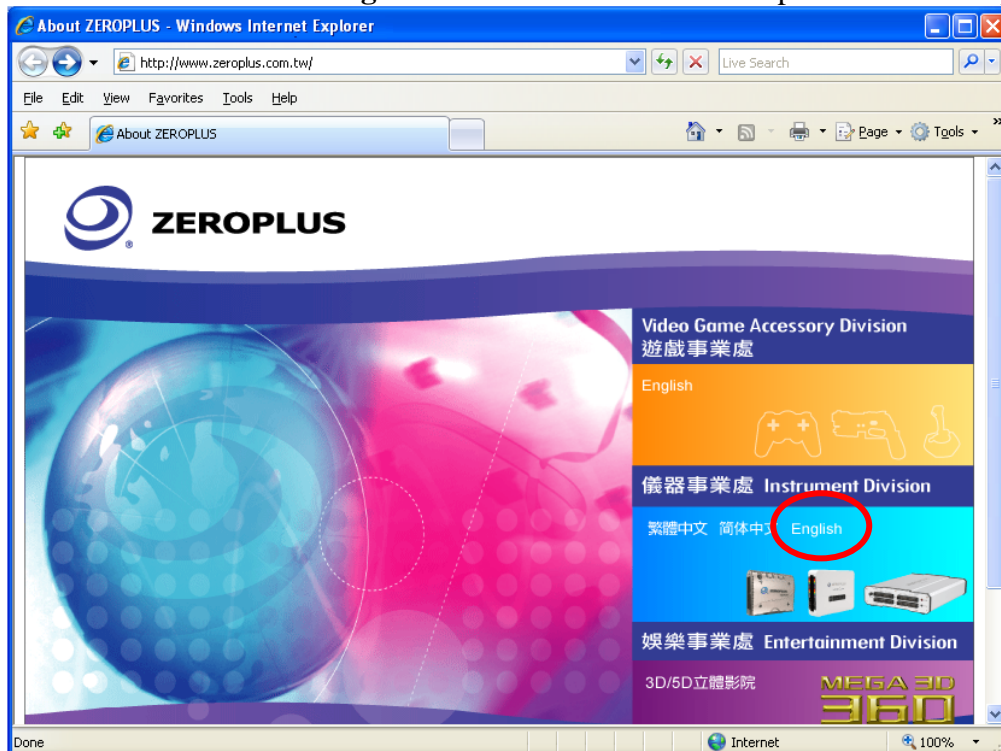 About ZEROPLUS - Windows Internet Explorer
http://www.zeroplus.com.tw/
Live Search
File Edit View Favorites Tools Help
About ZEROPLUS
Page Tools
ZEROPLUS
Video Game Accessory Division
遊戲事業處
English
儀器事業處 Instrument Division
繁體中文 简体中文 English
娛樂事業處 Entertainment Division
3D/5D立體影院
MEGA 3D
360
Done
Internet
100%